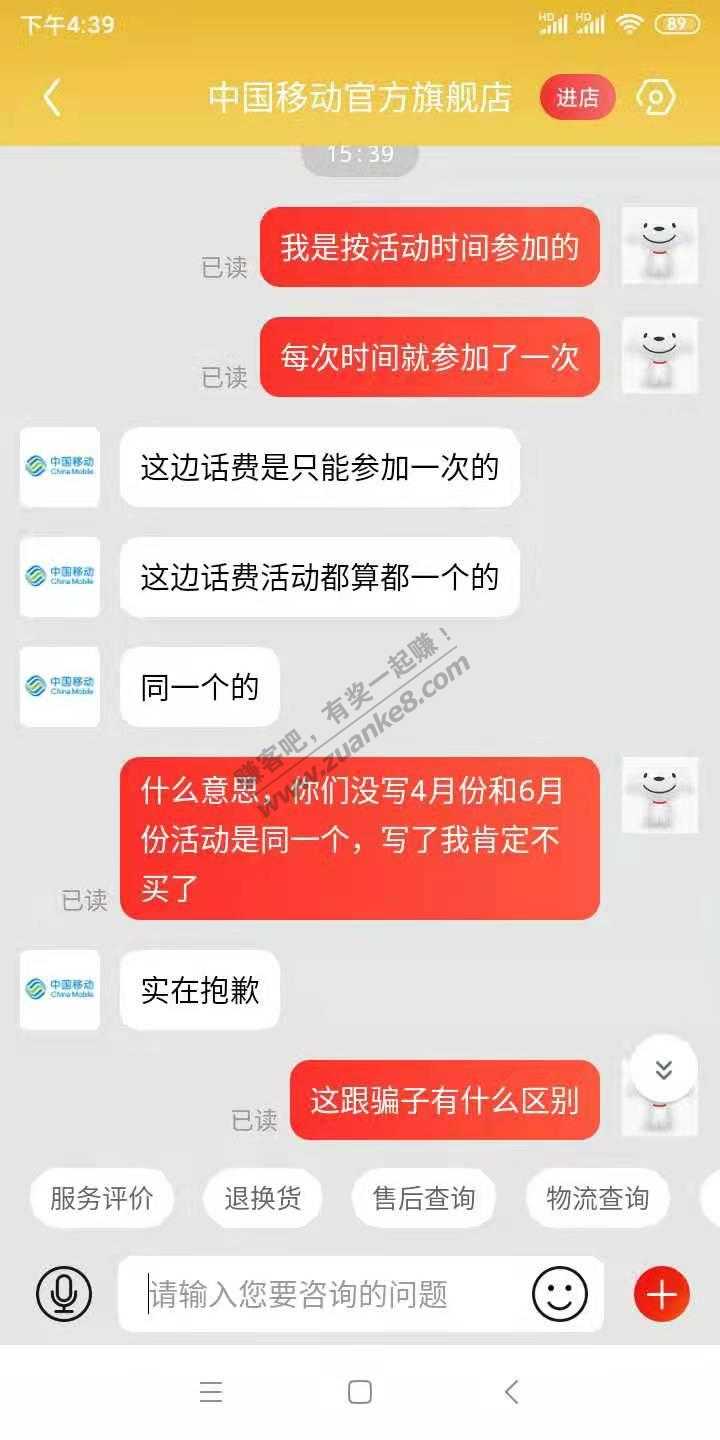 下午4:39
HD HD 89
中国移动官方旗舰店
进店
15:39
我是按活动时间参加的
已读
每次时间就参加了一次
已读
中国移动
China Mobile
这边话费是只能参加一次的
中国移动
China Mobile
这边话费活动都算都一个的
中国移动
China Mobile
同一个的
赚客吧，有奖一起赚！
www.zuanke8.com
什么意思，你们没写4月份和6月
份活动是同一个，写了我肯定不
买了
已读
中国移动
China Mobile
实在抱歉
这跟骗子有什么区别
已读
服务评价
退换货
售后查询
物流查询
请输入您要咨询的问题